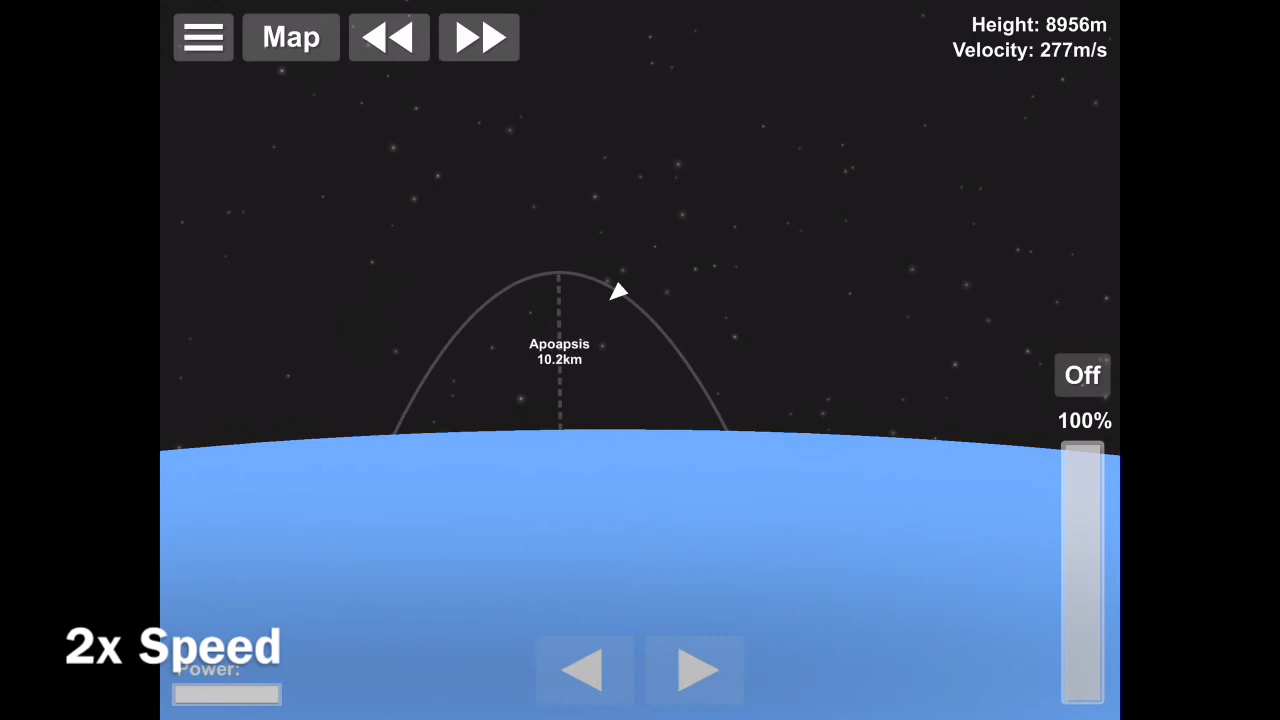 Map
Height: 8956m
Velocity: 277m/s
Apoapsis
10.2km
Off
100%
2x Speed
Power: